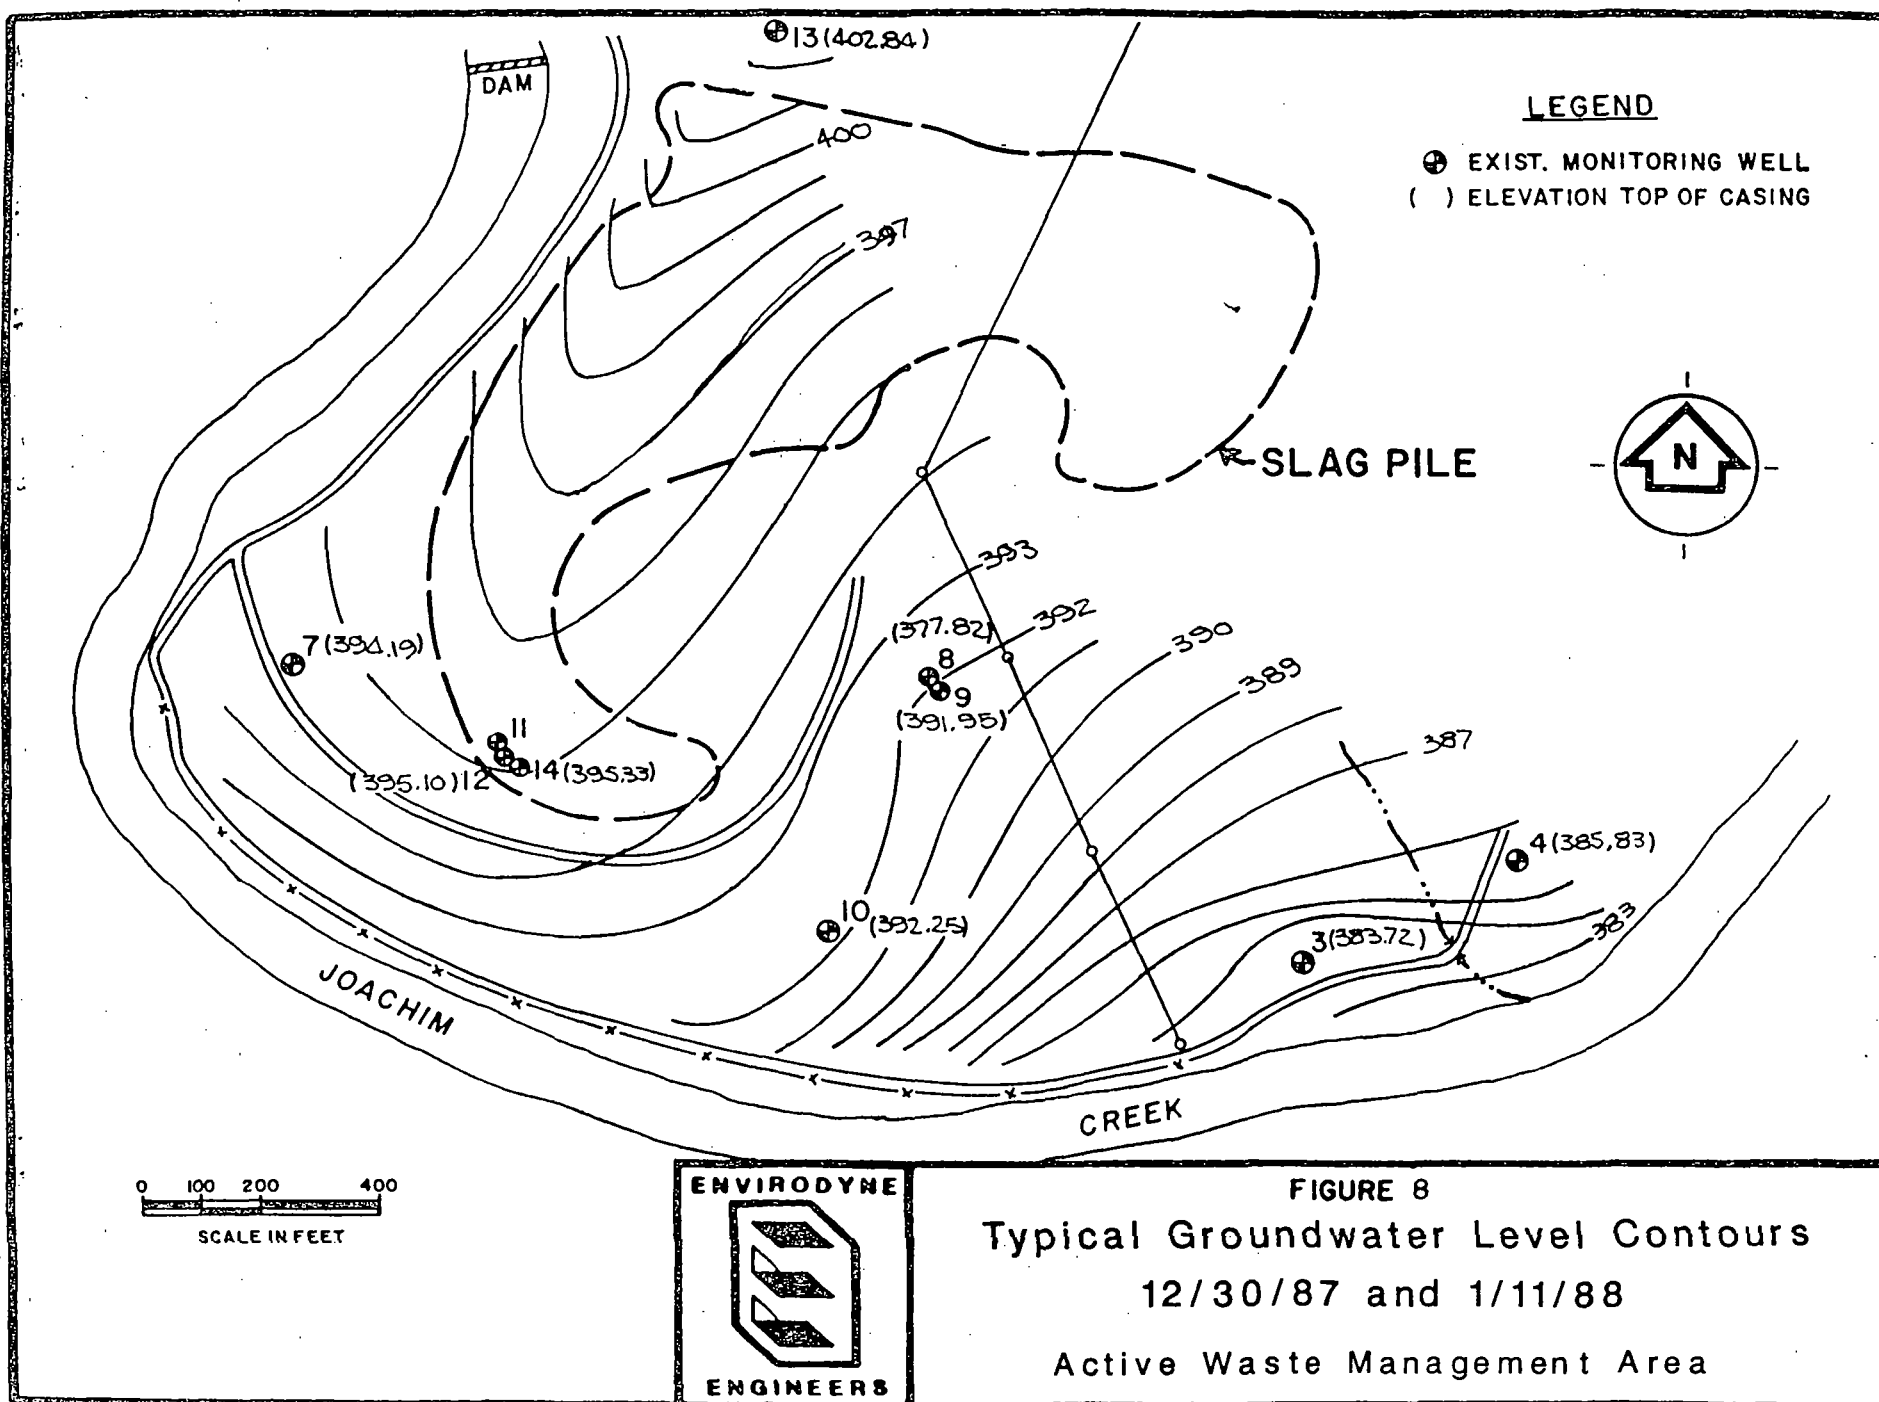 13(402.84)
DAM
LEGEND
EXIST. MONITORING WELL
( ) ELEVATION TOP OF CASING
400
397
N
SLAG PILE
393
392
(377.82)
8
9
(391.95)
390
389
387
7(394.19)
11
(395.10)12
14(395.33)
4(385,83)
10(392.25)
3(383.72)
383
JOACHIM
CREEK
0 100 200 400
SCALE IN FEET
ENVIRODYNE
ENGINEERS
FIGURE 8
Typical Groundwater Level Contours
12/30/87 and 1/11/88
Active Waste Management Area